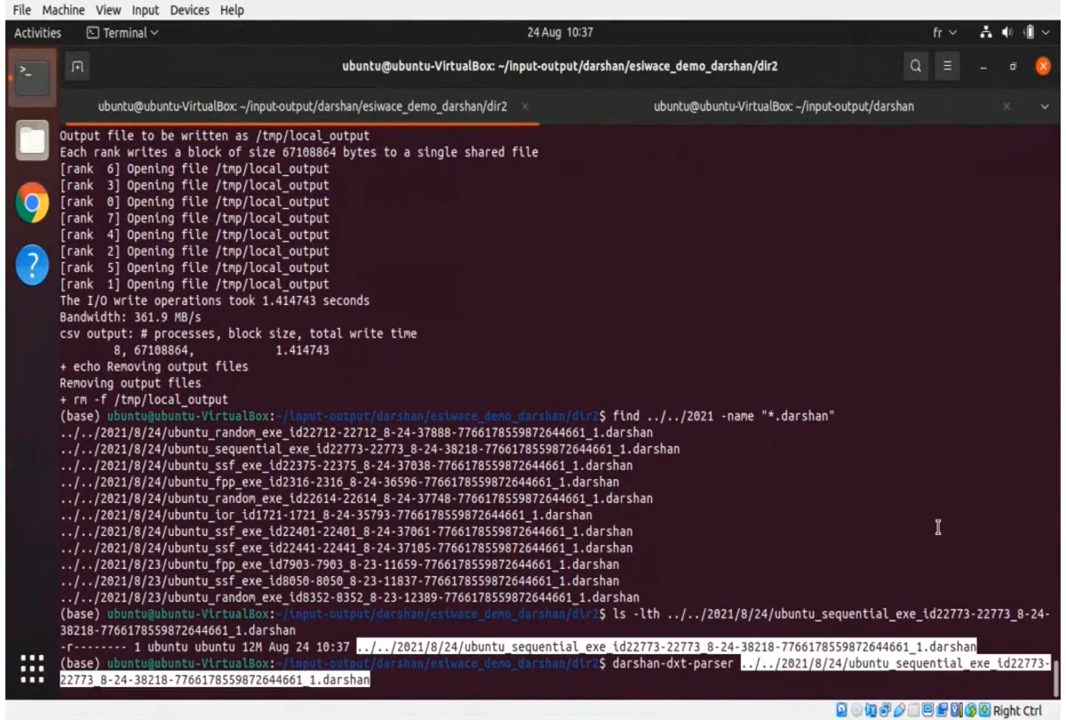 File Machine View Input Devices Help
Activities Terminal 24 Aug 10:37 fr
ubuntu@ubuntu-VirtualBox: ~/input-output/darshan/esiwace_demo_darshan/dir2
ubuntu@ubuntu-VirtualBox: ~/input-output/darshan/esiwace_demo_darshan/dir2 × ubuntu@ubuntu-VirtualBox: ~/input-output/darshan ×
Output file to be written as /tmp/local_output
Each rank writes a block of size 67108864 bytes to a single shared file
[rank  6] Opening file /tmp/local_output
[rank  3] Opening file /tmp/local_output
[rank  0] Opening file /tmp/local_output
[rank  7] Opening file /tmp/local_output
[rank  4] Opening file /tmp/local_output
[rank  2] Opening file /tmp/local_output
[rank  5] Opening file /tmp/local_output
[rank  1] Opening file /tmp/local_output
The I/O write operations took 1.414743 seconds
Bandwidth: 361.9 MB/s
csv output: # processes, block size, total write time
8, 67108864, 1.414743
+ echo Removing output files
Removing output files
+ rm -f /tmp/local_output
(base) ubuntu@ubuntu-VirtualBox:~/input-output/darshan/esiwace_demo_darshan/dir2$ find ../../2021 -name "*.darshan"
../../2021/8/24/ubuntu_random_exe_id22712-22712_8-24-37888-7766178559872644661_1.darshan
../../2021/8/24/ubuntu_sequential_exe_id22773-22773_8-24-38218-7766178559872644661_1.darshan
../../2021/8/24/ubuntu_ssf_exe_id22375-22375_8-24-37038-7766178559872644661_1.darshan
../../2021/8/24/ubuntu_fpp_exe_id2316-2316_8-24-36596-7766178559872644661_1.darshan
../../2021/8/24/ubuntu_random_exe_id22614-22614_8-24-37748-7766178559872644661_1.darshan
../../2021/8/24/ubuntu_ior_id1721-1721_8-24-35793-7766178559872644661_1.darshan
../../2021/8/24/ubuntu_ssf_exe_id22401-22401_8-24-37061-7766178559872644661_1.darshan
../../2021/8/24/ubuntu_ssf_exe_id22441-22441_8-24-37105-7766178559872644661_1.darshan
../../2021/8/23/ubuntu_fpp_exe_id7903-7903_8-23-11659-7766178559872644661_1.darshan
../../2021/8/23/ubuntu_ssf_exe_id8050-8050_8-23-11837-7766178559872644661_1.darshan
../../2021/8/23/ubuntu_random_exe_id8352-8352_8-23-12389-7766178559872644661_1.darshan
(base) ubuntu@ubuntu-VirtualBox:~/input-output/darshan/esiwace_demo_darshan/dir2$ ls -lth ../../2021/8/24/ubuntu_sequential_exe_id22773-22773_8-24-
38218-7766178559872644661_1.darshan
-r-------- 1 ubuntu ubuntu 12M Aug 24 10:37 ../../2021/8/24/ubuntu_sequential_exe_id22773-22773_8-24-38218-7766178559872644661_1.darshan
(base) ubuntu@ubuntu-VirtualBox:~/input-output/darshan/esiwace_demo_darshan/dir2$ darshan-dxt-parser ../../2021/8/24/ubuntu_sequential_exe_id22773-
22773_8-24-38218-7766178559872644661_1.darshan
Right Ctrl